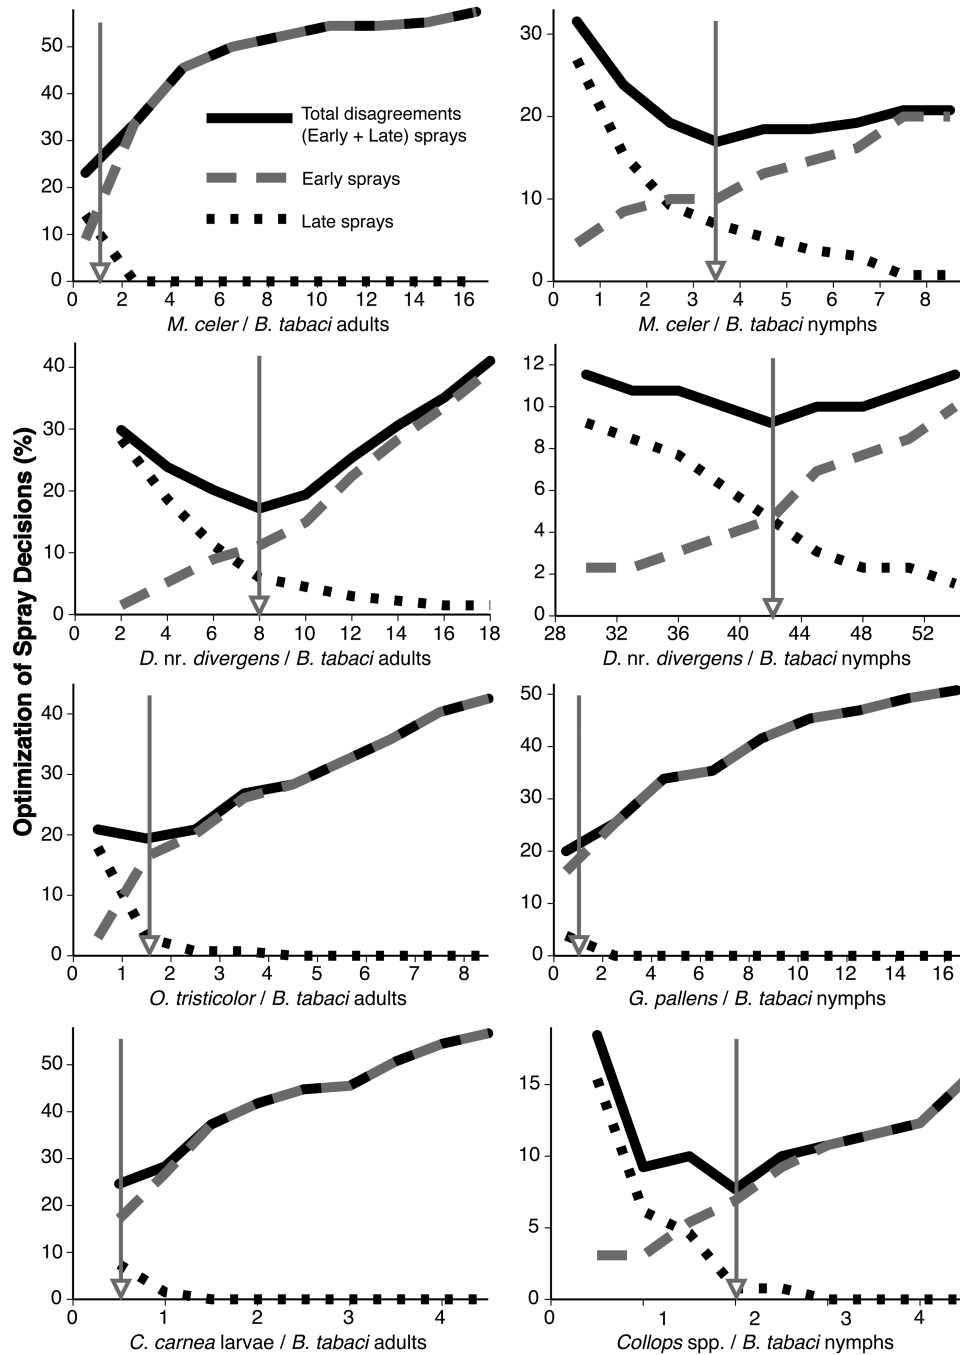 Optimization of Spray Decisions (%)
50
40
30
20
10
0
0 2 4 6 8 10 12 14 16
M. celer / B. tabaci adults
Total disagreements
(Early + Late) sprays
Early sprays
Late sprays
30
20
10
0
0 1 2 3 4 5 6 7 8
M. celer / B. tabaci nymphs
40
30
20
10
0
0 2 4 6 8 10 12 14 16 18
D. nr. divergens / B. tabaci adults
12
10
8
6
4
2
0
28 32 36 40 44 48 52
D. nr. divergens / B. tabaci nymphs
40
30
20
10
0
0 1 2 3 4 5 6 7 8
O. tristicolor / B. tabaci adults
50
40
30
20
10
0
0 2 4 6 8 10 12 14 16
G. pallens / B. tabaci nymphs
50
40
30
20
10
0
0 1 2 3 4
C. carnea larvae / B. tabaci adults
15
10
5
0
0 1 2 3 4
Collops spp. / B. tabaci nymphs